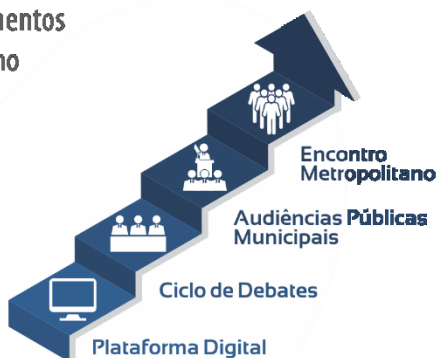 Encontro
Metropolitano
Audiências Públicas
Municipais
Ciclo de Debates
Plataforma Digital